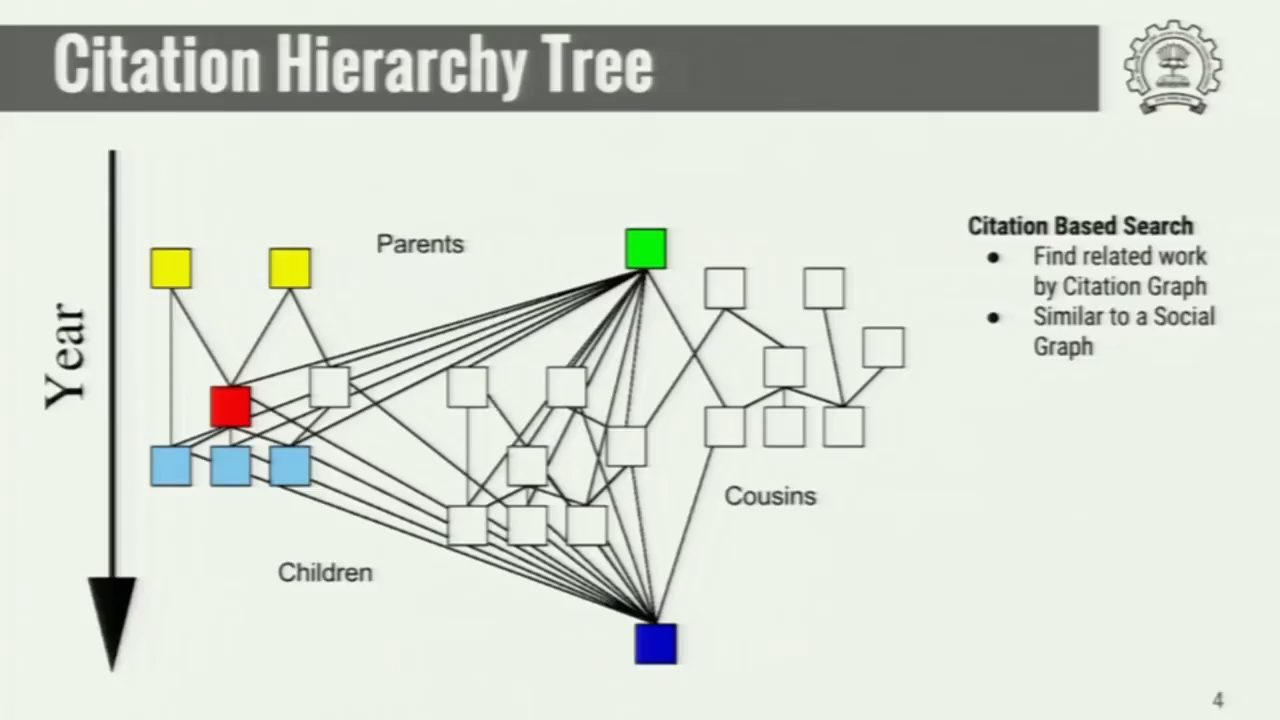 Citation Hierarchy Tree
Year
Parents
Citation Based Search
● Find related work
by Citation Graph
● Similar to a Social
Graph
Cousins
Children
4